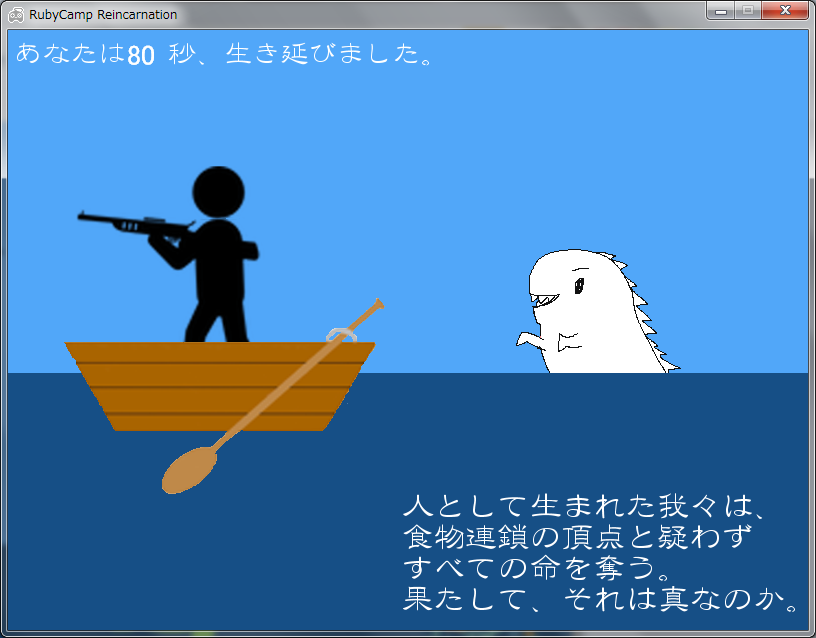 RubyCamp Reincarnation
あなたは80 秒、生き延びました。
人として生まれた我々は、
食物連鎖の頂点と疑わず
すべての命を奪う。
果たして、それは真なのか。